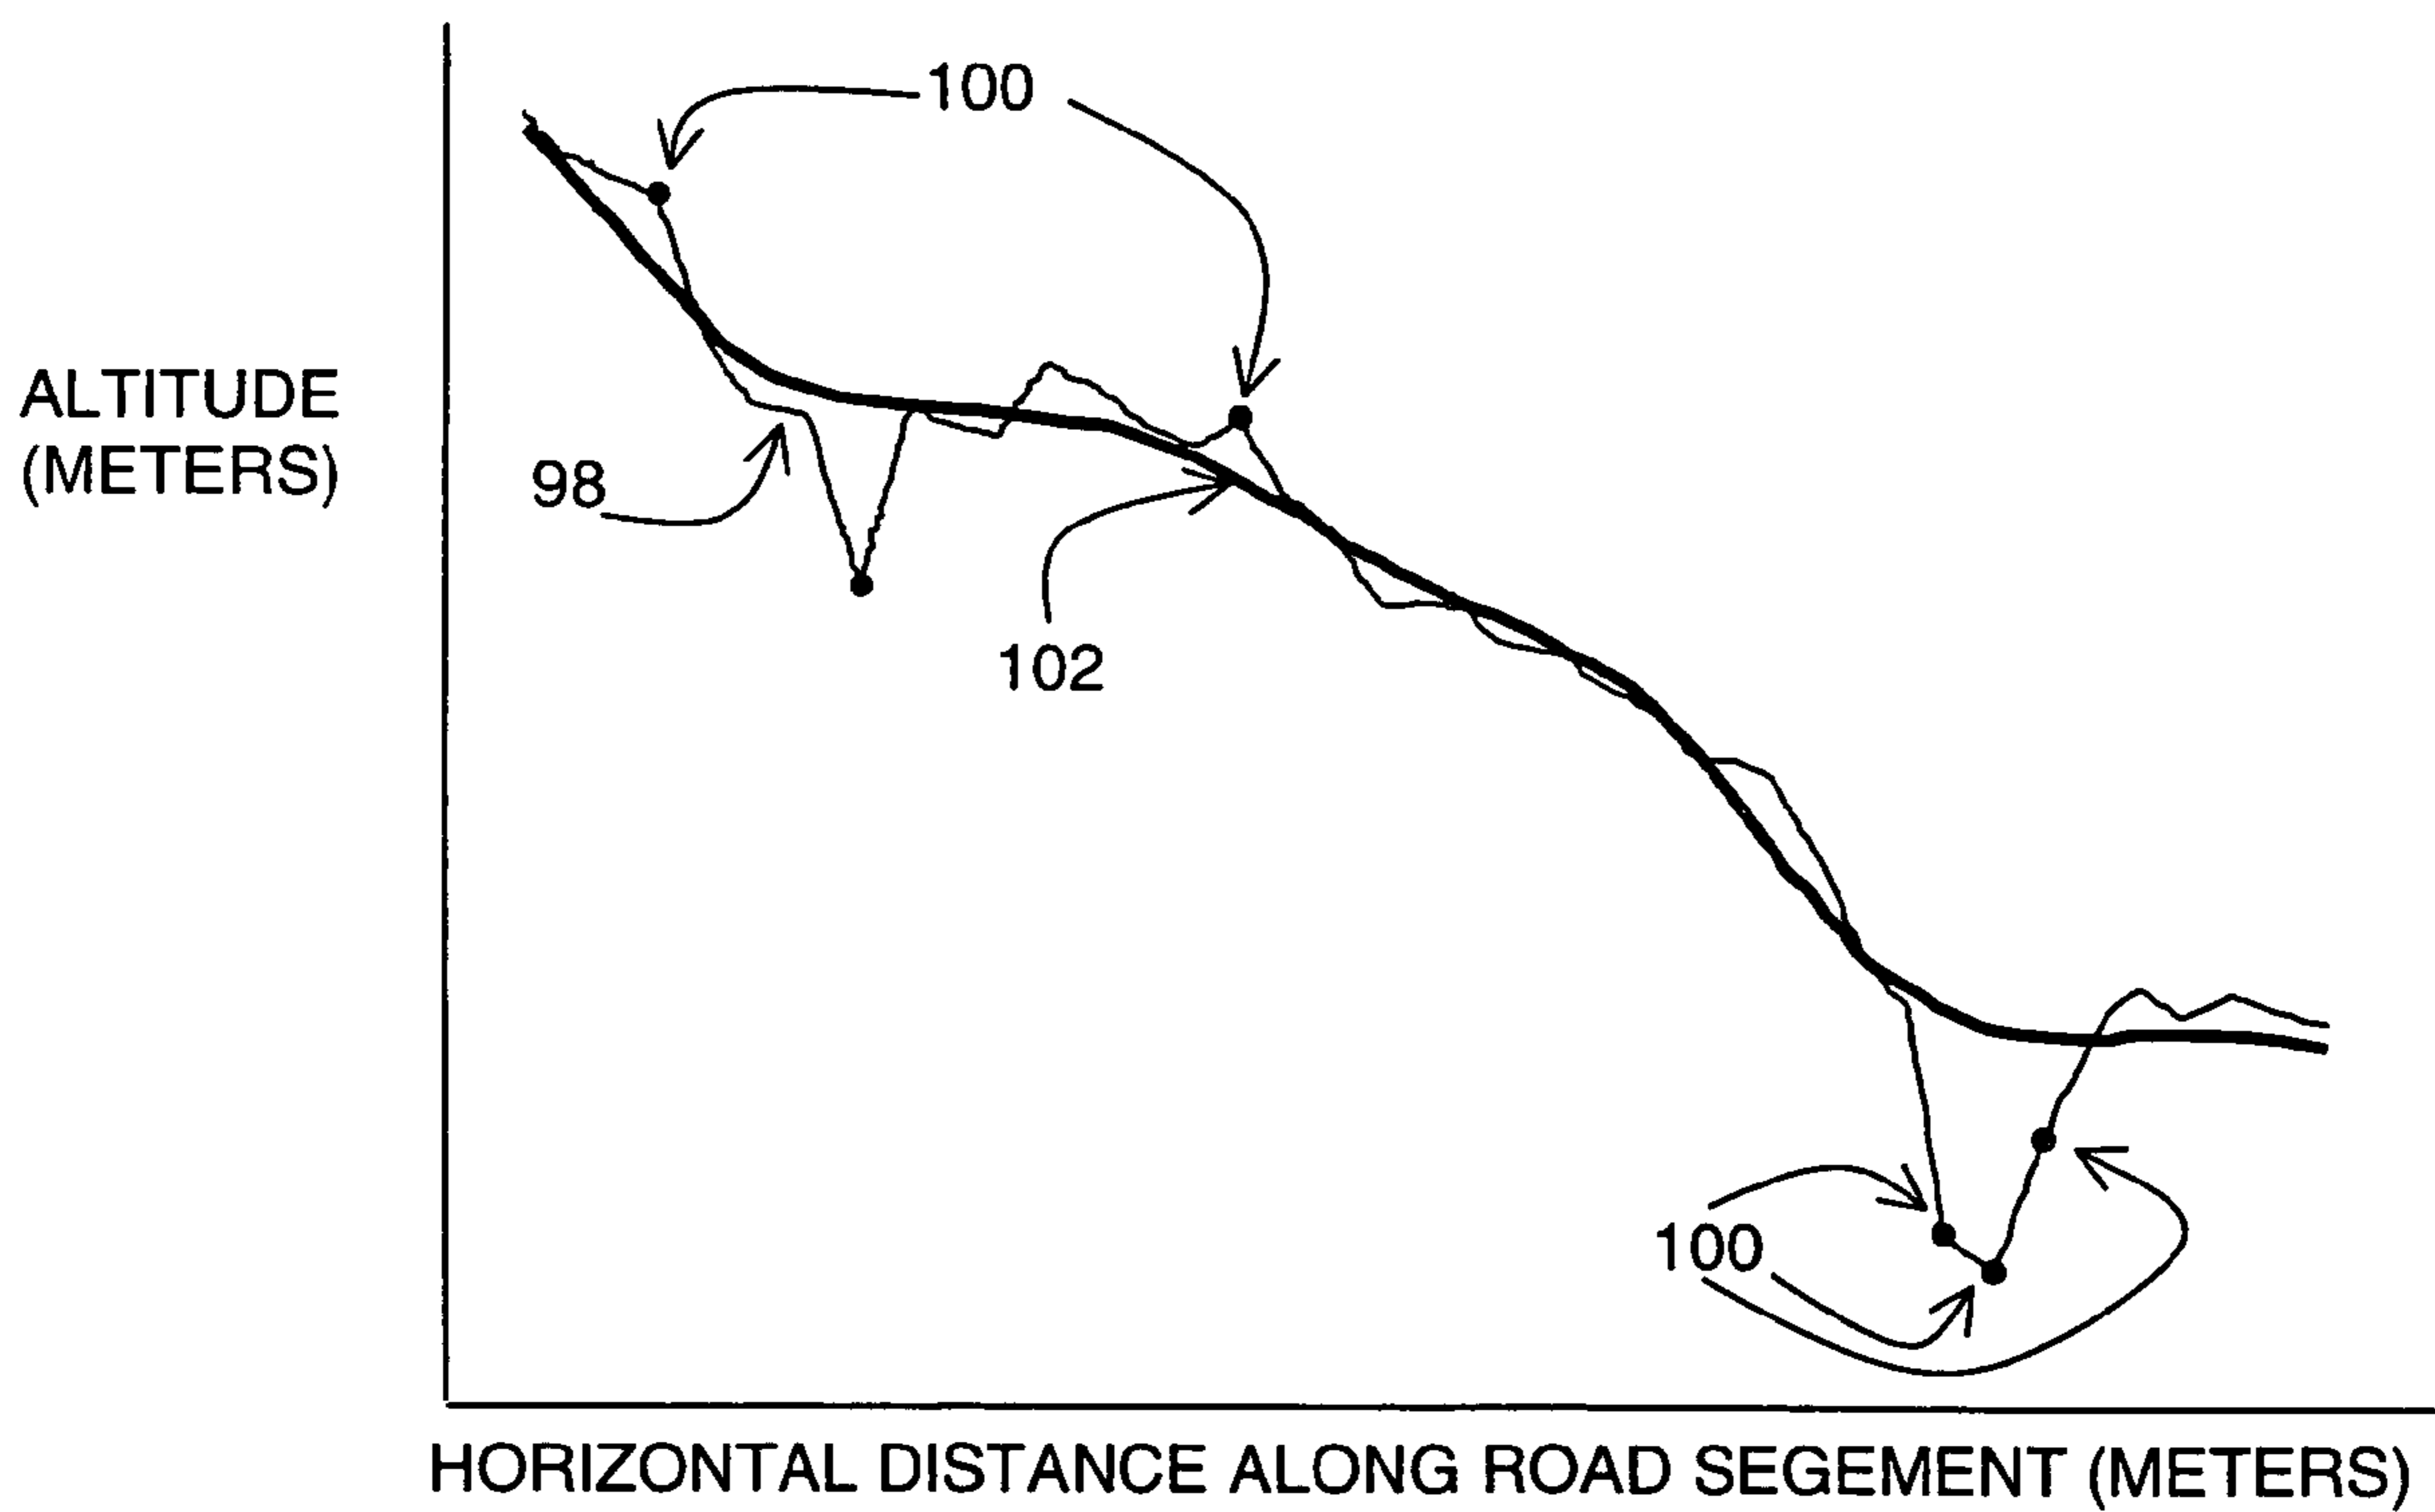 100
ALTITUDE
(METERS)
98
102
100
HORIZONTAL DISTANCE ALONG ROAD SEGEMENT (METERS)